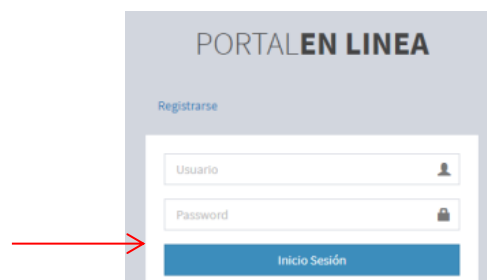 PORTALEN LINEA
Registrarse
Usuario
Password
Inicio Sesión